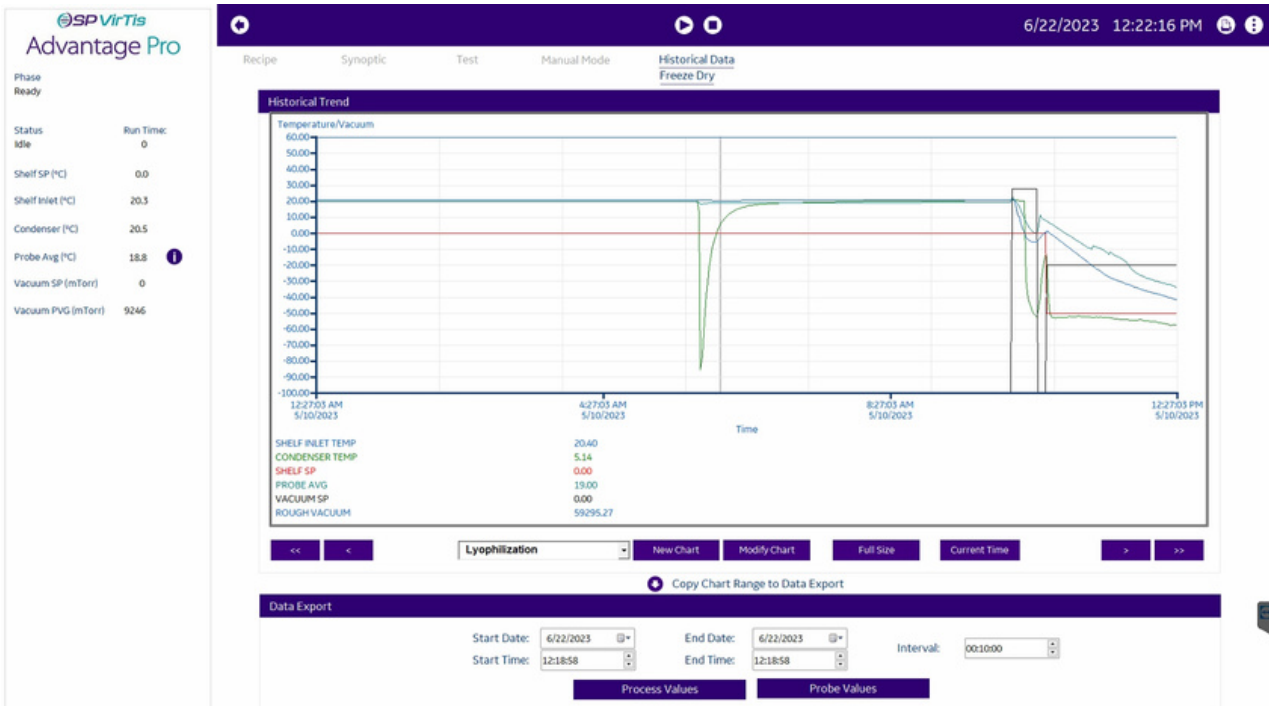 SP VirTis
Advantage Pro
Phase
Ready
Status Run Time:
Idle 0
Shelf SP (°C) 0.0
Shelf Inlet (°C) 20.3
Condenser (°C) 20.5
Probe Avg (°C) 18.8 i
Vacuum SP (mTorr) 0
Vacuum PVG (mTorr) 9246
6/22/2023 12:22:16 PM
Recipe Synoptic Test Manual Mode Historical Data
Freeze Dry
Historical Trend
Temperature/Vacuum
60.00
50.00
40.00
30.00
20.00
10.00
0.00
-10.00
-20.00
-30.00
-40.00
-50.00
-60.00
-70.00
-80.00
-90.00
-100.00
12:27:03 AM 4:27:03 AM 8:27:03 AM 12:27:03 PM
5/10/2023 5/10/2023 5/10/2023 5/10/2023
Time
SHELF INLET TEMP 20.40
CONDENSER TEMP 5.14
SHELF SP 0.00
PROBE AVG 19.00
VACUUM SP 0.00
ROUGH VACUUM 59295.27
<< < Lyophilization New Chart Modify Chart Full Size Current Time > >>
Copy Chart Range to Data Export
Data Export
Start Date: 6/22/2023 End Date: 6/22/2023
Interval: 00:10:00
Start Time: 12:18:58 End Time: 12:18:58
Process Values Probe Values